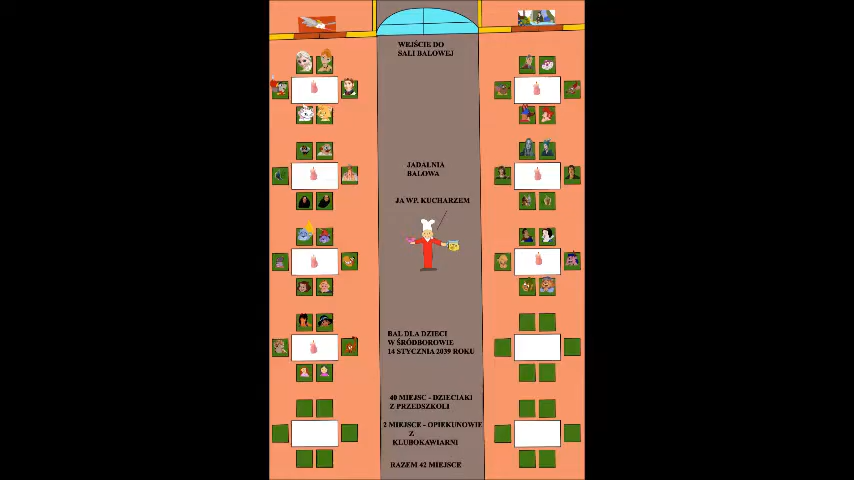 WEJŚCIE DO
SALI BALOWEJ
JADALNIA
BALOWA
JA WP. KUCHARZEM
BAL DLA DZIECI
W ŚRÓDBOROWIE
14 STYCZNIA 2039 ROKU
40 MIEJSC - DZIECIAKI
Z PRZEDSZKOLI
2 MIEJSCE - OPIEKUNOWIE
Z
KLUBOKAWIARNI
RAZEM 42 MIEJSCE